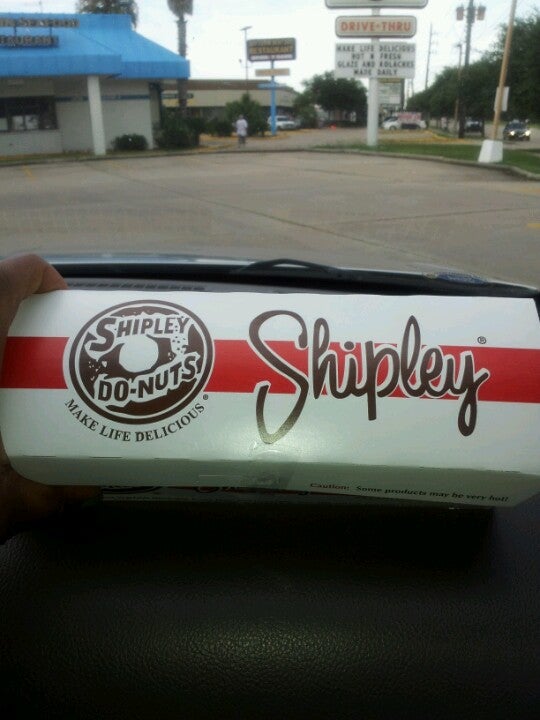 DRIVE-THRU
MAKE LIFE DELICIOUS
HOT N FRESH
GLAZE AND KOLACHES
MADE DAILY
RESTAURANT
SHIPLEY
DO-NUTS
MAKE LIFE DELICIOUS®
Shipley®
Caution: Some products may be very hot!